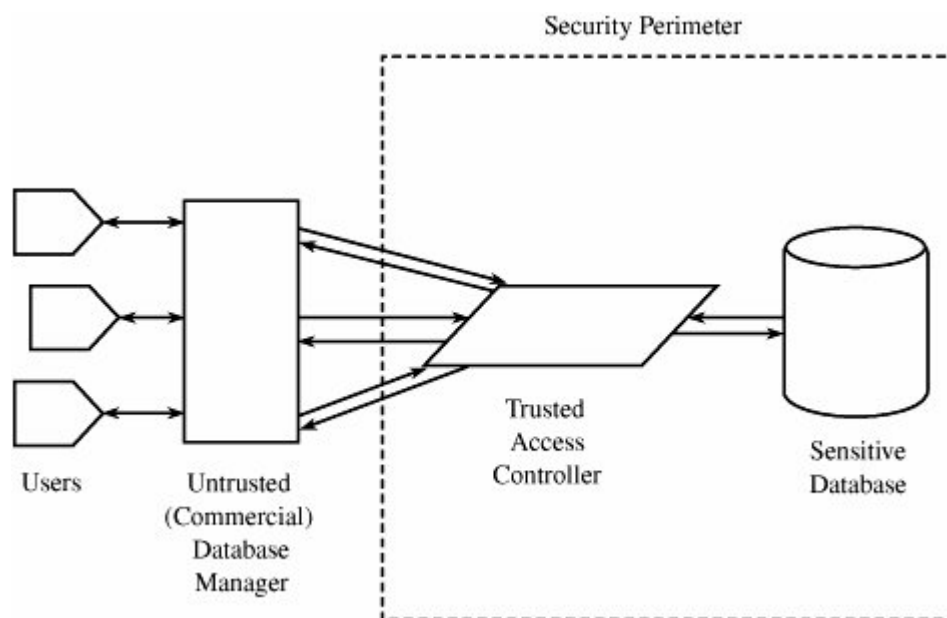 Security Perimeter
Users
Untrusted
(Commercial)
Database
Manager
Trusted
Access
Controller
Sensitive
Database